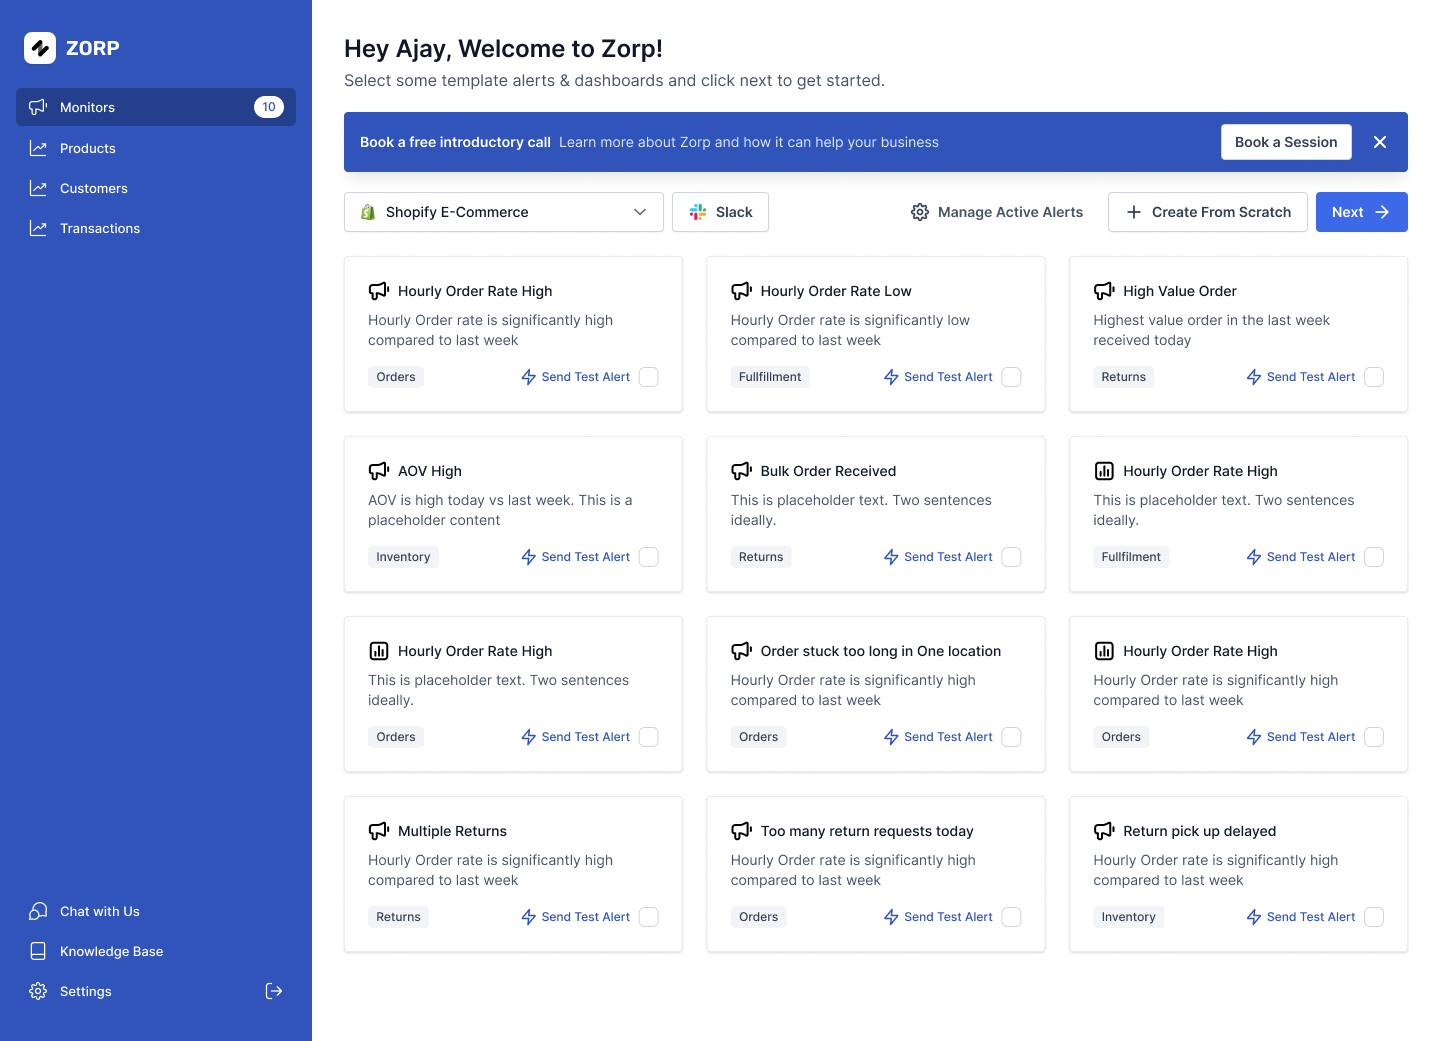 ZORP
Monitors 10
Products
Customers
Transactions
Chat with Us
Knowledge Base
Settings
Hey Ajay, Welcome to Zorp!
Select some template alerts & dashboards and click next to get started.
Book a free introductory call Learn more about Zorp and how it can help your business Book a Session
Shopify E-Commerce Slack Manage Active Alerts Create From Scratch Next
Hourly Order Rate High
Hourly Order rate is significantly high
compared to last week
Orders Send Test Alert
Hourly Order Rate Low
Hourly Order rate is significantly low
compared to last week
Fullfillment Send Test Alert
High Value Order
Highest value order in the last week
received today
Returns Send Test Alert
AOV High
AOV is high today vs last week. This is a
placeholder content
Inventory Send Test Alert
Bulk Order Received
This is placeholder text. Two sentences
ideally.
Returns Send Test Alert
Hourly Order Rate High
This is placeholder text. Two sentences
ideally.
Fullfilment Send Test Alert
Hourly Order Rate High
This is placeholder text. Two sentences
ideally.
Orders Send Test Alert
Order stuck too long in One location
Hourly Order rate is significantly high
compared to last week
Orders Send Test Alert
Hourly Order Rate High
Hourly Order rate is significantly high
compared to last week
Orders Send Test Alert
Multiple Returns
Hourly Order rate is significantly high
compared to last week
Returns Send Test Alert
Too many return requests today
Hourly Order rate is significantly high
compared to last week
Orders Send Test Alert
Return pick up delayed
Hourly Order rate is significantly high
compared to last week
Inventory Send Test Alert